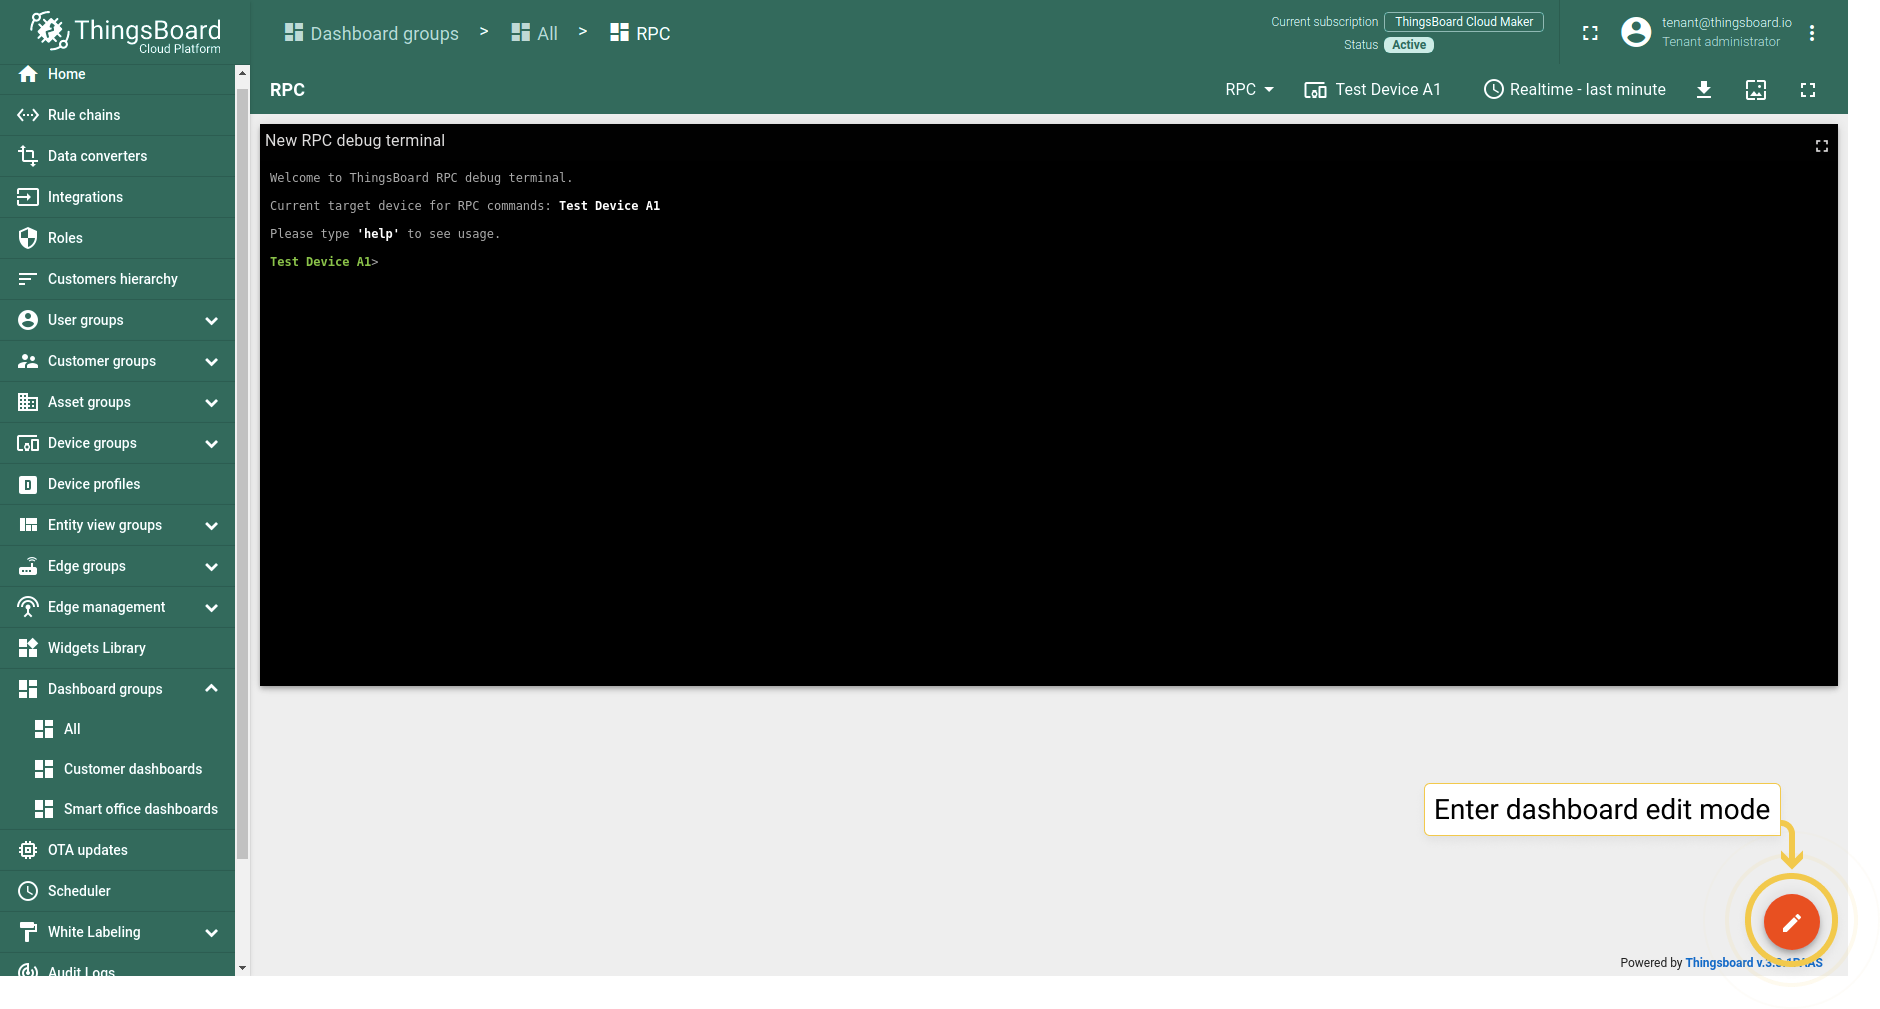 ThingsBoard
Cloud Platform
Dashboard groups > All > RPC
Current subscription ThingsBoard Cloud Maker
Status Active
tenant@thingsboard.io
Tenant administrator
Home
Rule chains
Data converters
Integrations
Roles
Customers hierarchy
User groups
Customer groups
Asset groups
Device groups
Device profiles
Entity view groups
Edge groups
Edge management
Widgets Library
Dashboard groups
All
Customer dashboards
Smart office dashboards
OTA updates
Scheduler
White Labeling
Audit Logs
RPC
RPC Test Device A1 Realtime - last minute
New RPC debug terminal
Welcome to ThingsBoard RPC debug terminal.
Current target device for RPC commands: Test Device A1
Please type 'help' to see usage.
Test Device A1>
Enter dashboard edit mode
Powered by Thingsboard